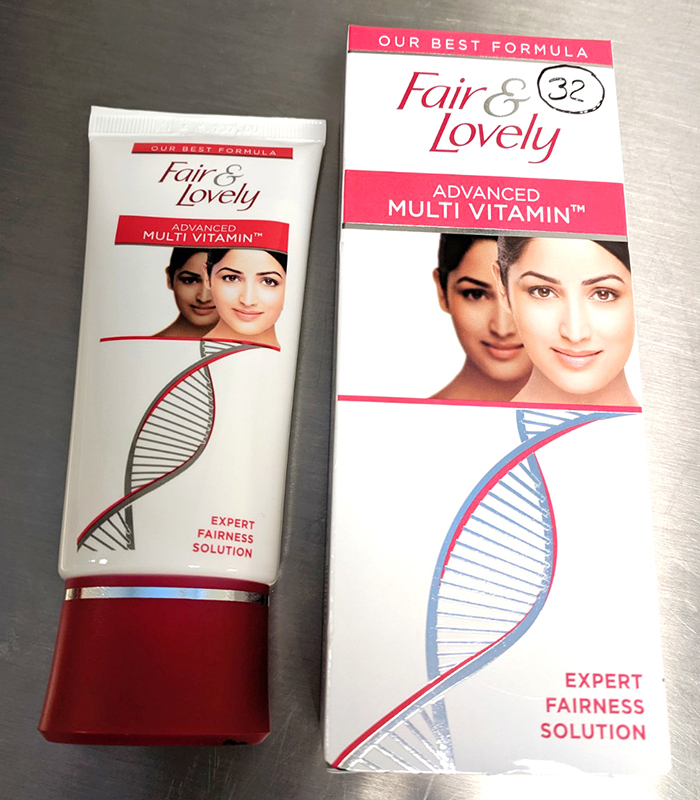 OUR BEST FORMULA
Fair &
Lovely
ADVANCED
MULTI VITAMIN™
EXPERT
FAIRNESS
SOLUTION
OUR BEST FORMULA
Fair &
Lovely
32
ADVANCED
MULTI VITAMIN™
EXPERT
FAIRNESS
SOLUTION